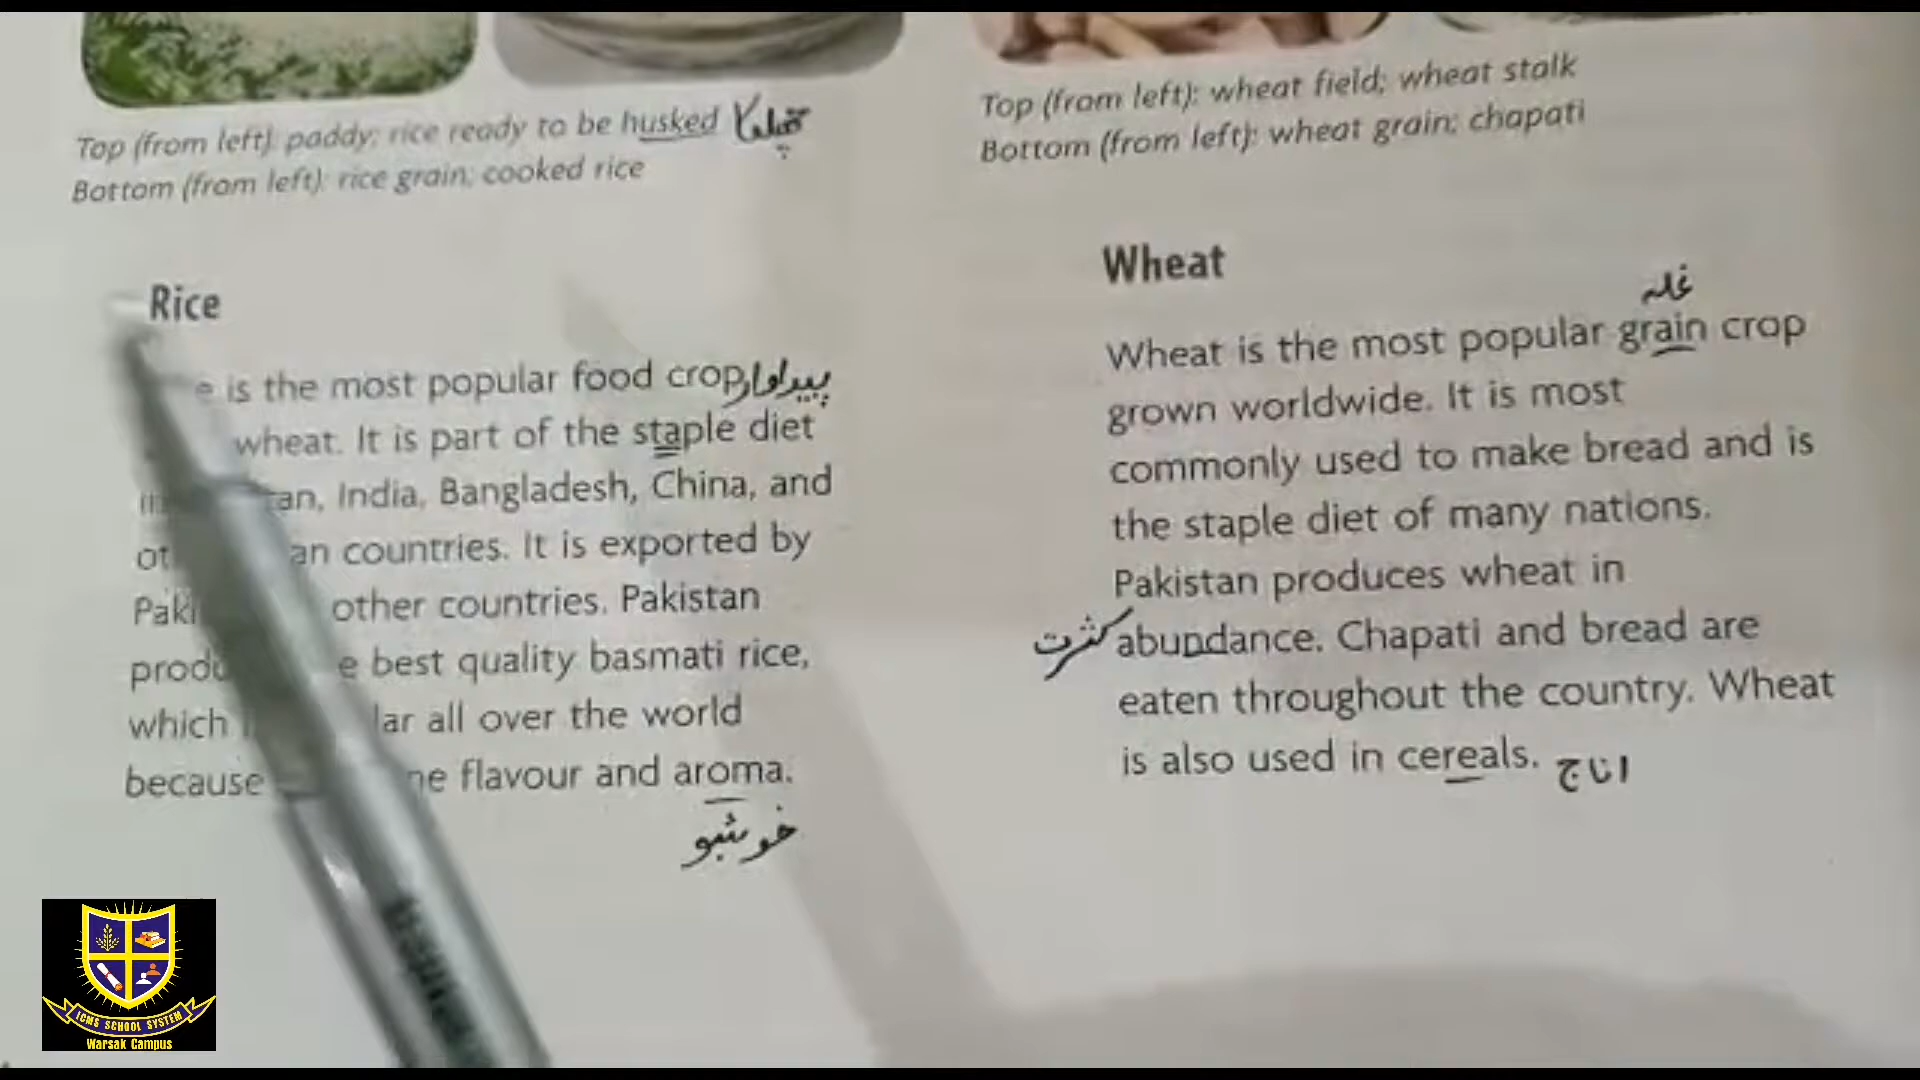 Top (from left): paddy; rice ready to be husked
Bottom (from left): rice grain; cooked rice
Rice
is the most popular food crop پیداوار
wheat. It is part of the staple diet
India, Bangladesh, China, and
countries. It is exported by
other countries. Pakistan
best quality basmati rice,
which all over the world
because flavour and aroma.
خوشبو
Top (from left): wheat field; wheat stalk
Bottom (from left): wheat grain; chapati
Wheat
غلہ
Wheat is the most popular grain crop
grown worldwide. It is most
commonly used to make bread and is
the staple diet of many nations.
Pakistan produces wheat in
کثرت abundance. Chapati and bread are
eaten throughout the country. Wheat
is also used in cereals. اناج
ICMS SCHOOL SYSTEM
Warsak Campus